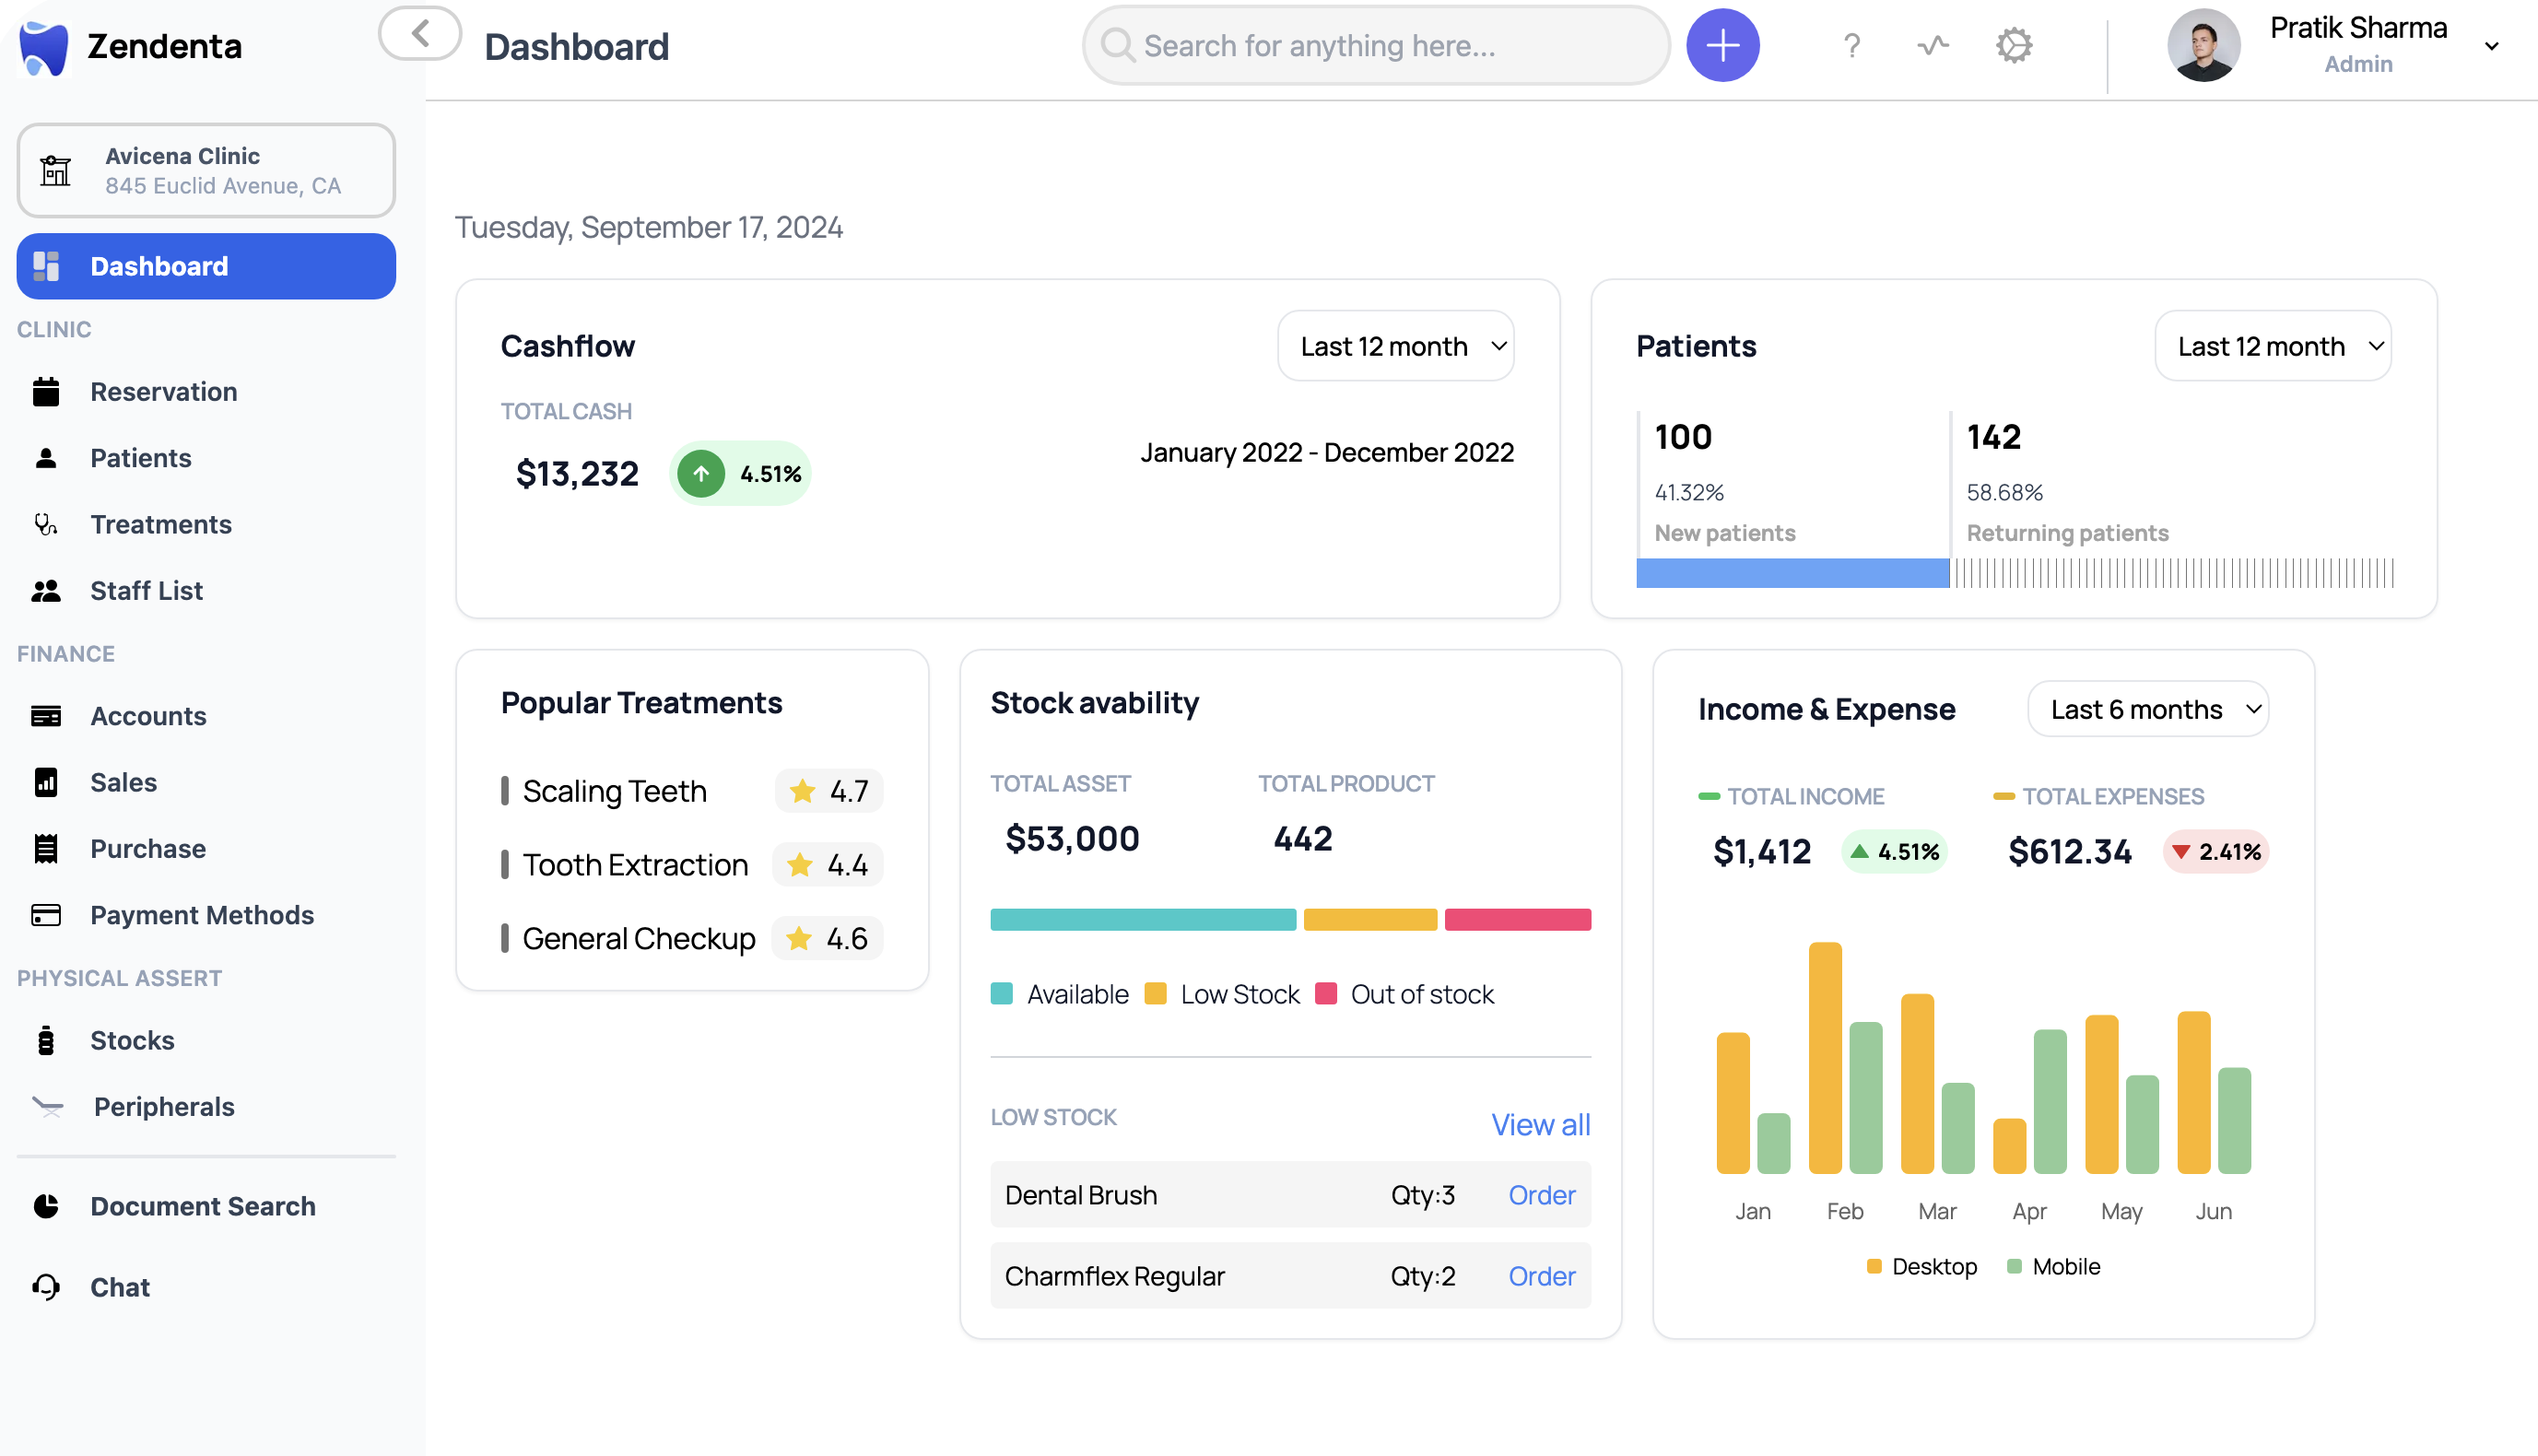 Zendenta
Dashboard
Search for anything here...
?
Pratik Sharma
Admin
Avicena Clinic
845 Euclid Avenue, CA
Dashboard
CLINIC
Reservation
Patients
Treatments
Staff List
FINANCE
Accounts
Sales
Purchase
Payment Methods
PHYSICAL ASSERT
Stocks
Peripherals
Document Search
Chat
Tuesday, September 17, 2024
Cashflow
Last 12 month
TOTAL CASH
$13,232
4.51%
January 2022 - December 2022
Patients
Last 12 month
100
41.32%
New patients
142
58.68%
Returning patients
Popular Treatments
Scaling Teeth 4.7
Tooth Extraction 4.4
General Checkup 4.6
Stock avability
TOTAL ASSET TOTAL PRODUCT
$53,000 442
Available Low Stock Out of stock
LOW STOCK View all
Dental Brush Qty:3 Order
Charmflex Regular Qty:2 Order
Income & Expense
Last 6 months
TOTAL INCOME TOTAL EXPENSES
$1,412 4.51% $612.34 2.41%
Jan Feb Mar Apr May Jun
Desktop Mobile